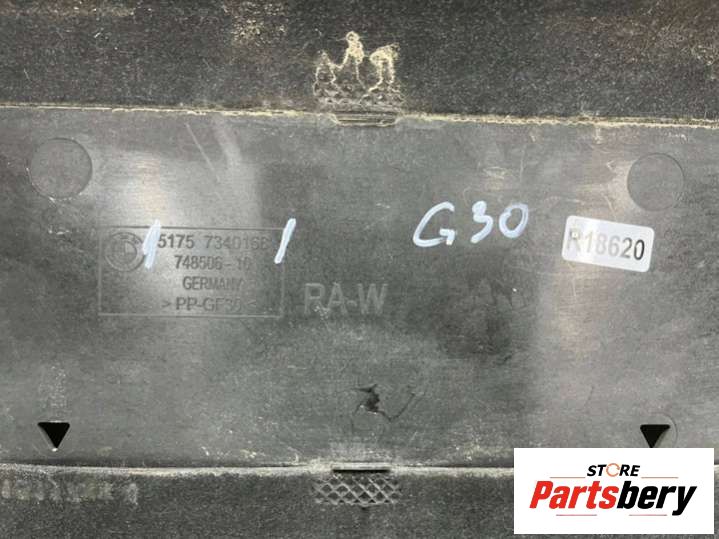 G30
R18620
5175 7340168
748506-10
GERMANY
> PP-GF30 <
RA-W
STORE
Partsbery